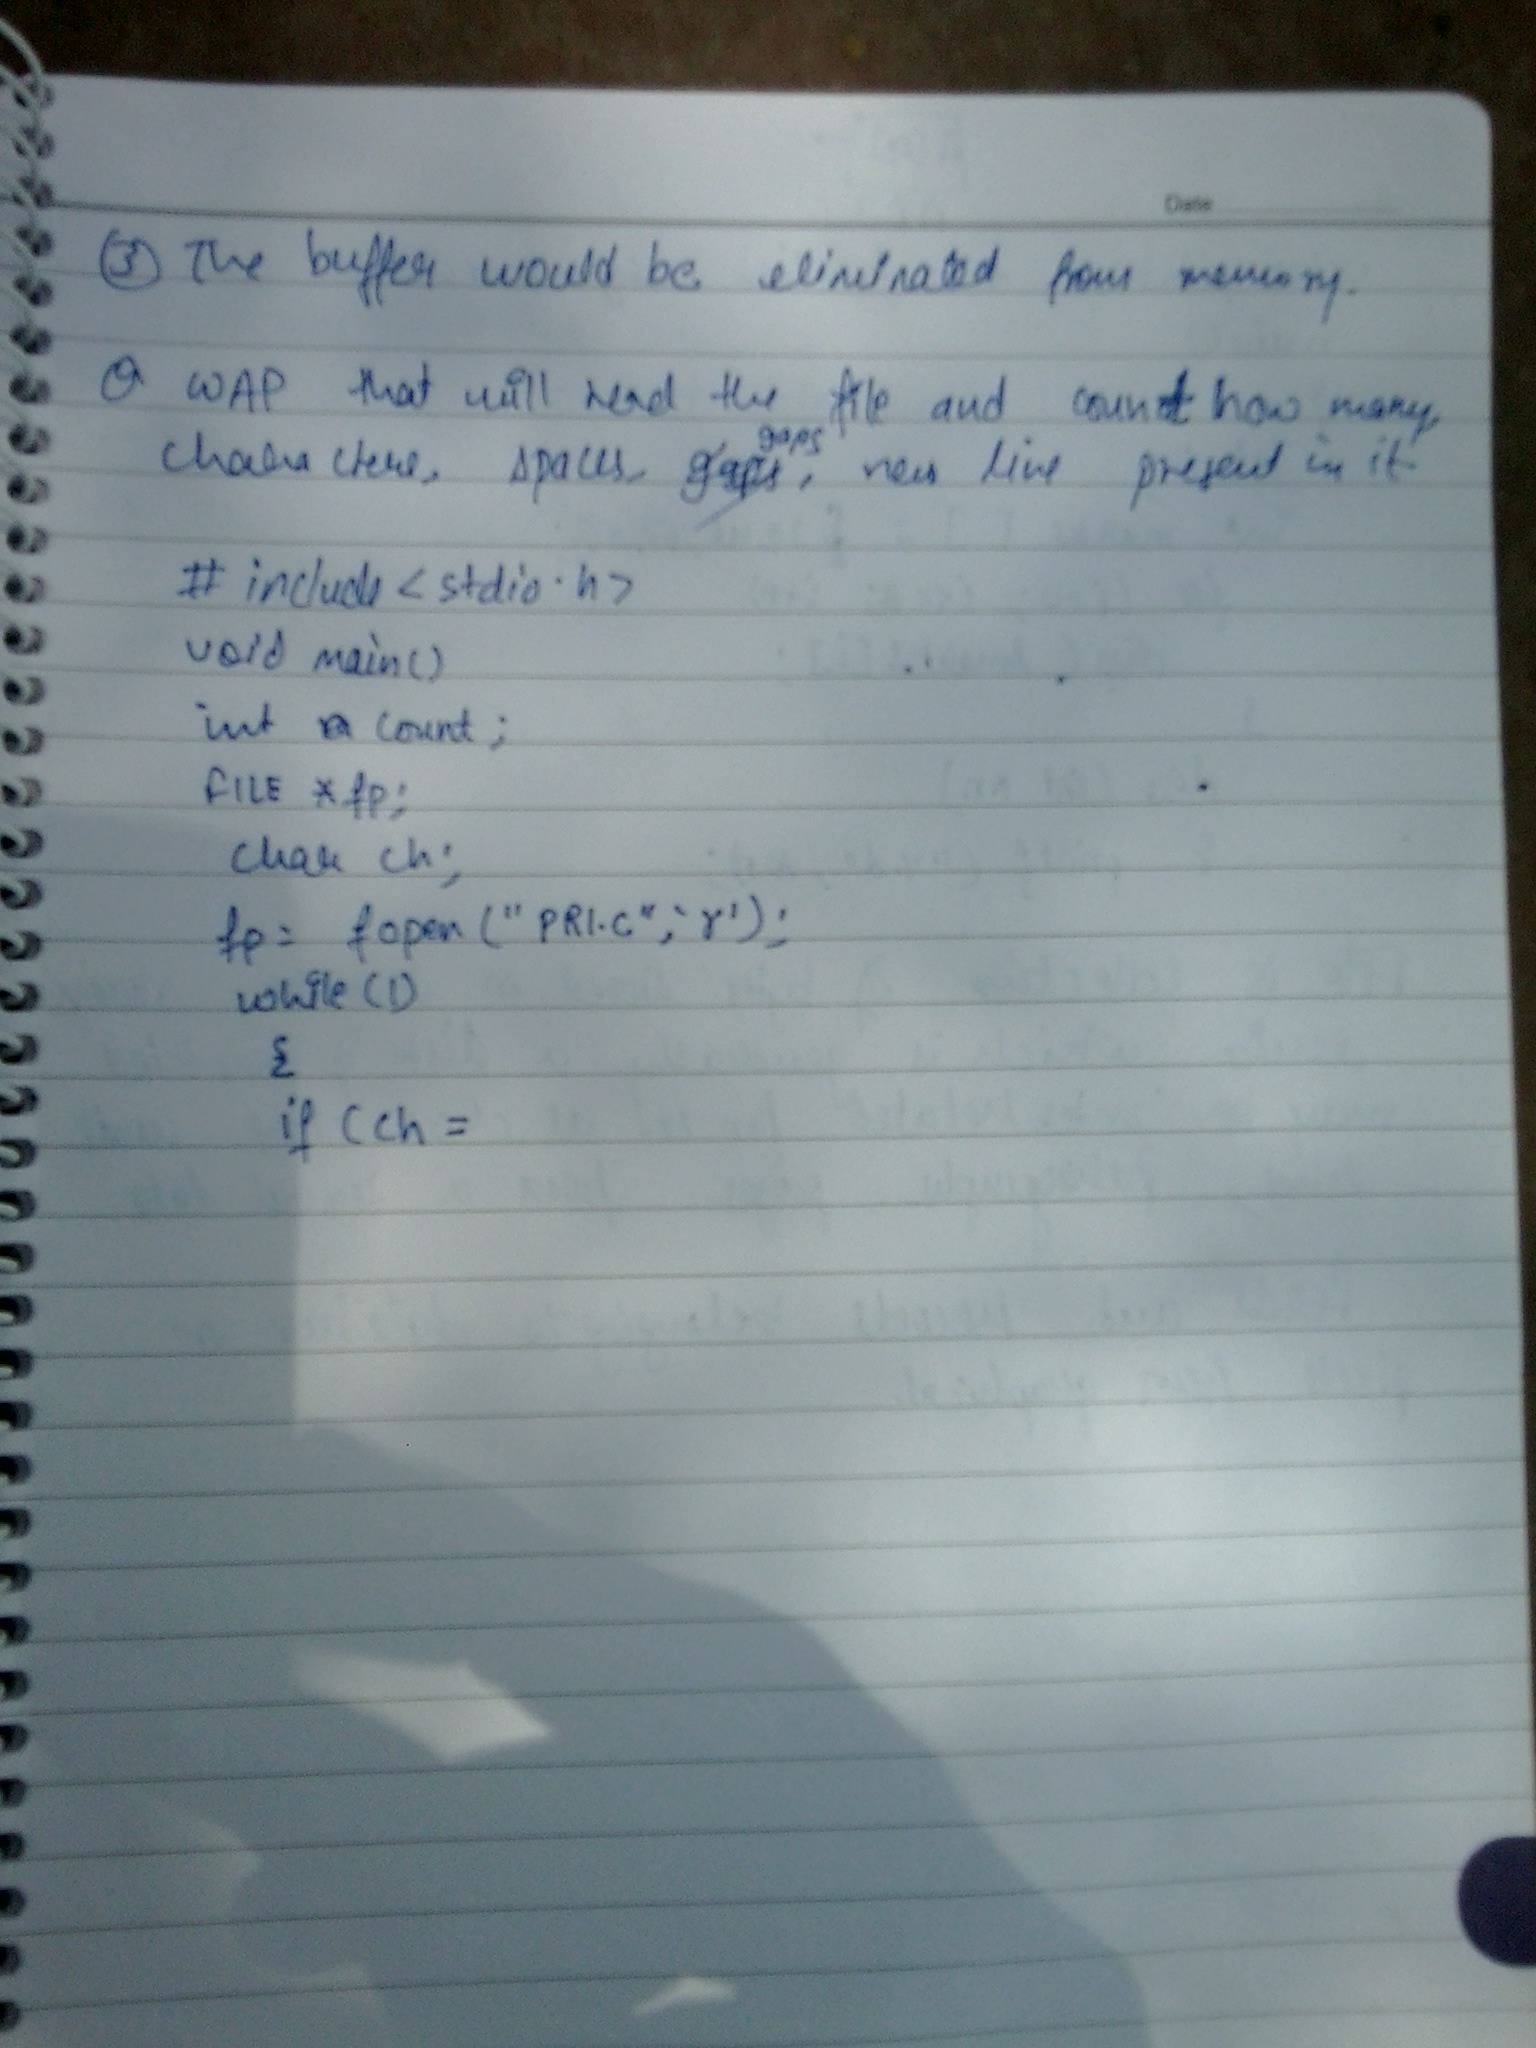 Date
③ The buffer would be eliminated from memory.
Q WAP that will read the file and count how many
gaps
characters, spaces, gaps, new line present in it
# include <stdio.h>
void main()
int count;
FILE *fp;
char ch;
fp = fopen ("PR1.C", 'r');
while (1)
{
if (ch =